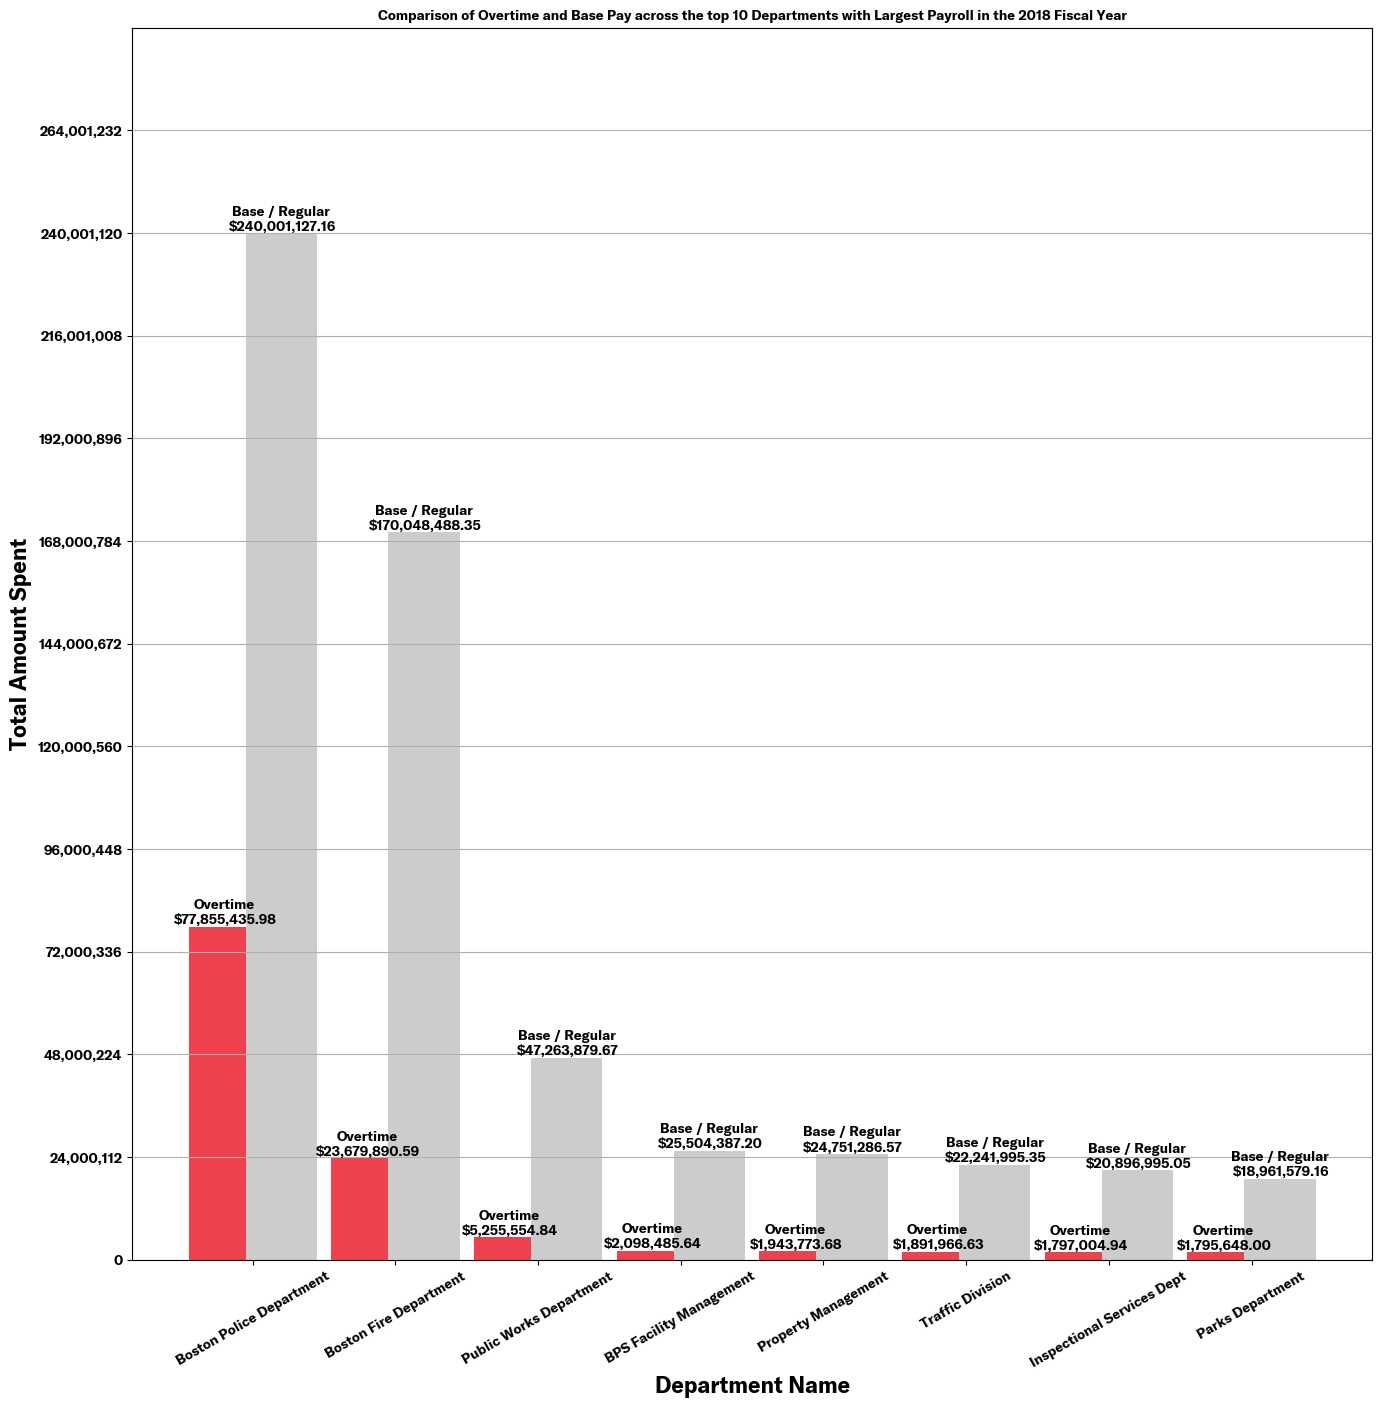 Comparison of Overtime and Base Pay across the top 10 Departments with Largest Payroll in the 2018 Fiscal Year
Total Amount Spent
264,001,232
240,001,120
216,001,008
192,000,896
168,000,784
144,000,672
120,000,560
96,000,448
72,000,336
48,000,224
24,000,112
0
Overtime
$77,855,435.98
Base / Regular
$240,001,127.16
Overtime
$23,679,890.59
Base / Regular
$170,048,488.35
Overtime
$5,255,554.84
Base / Regular
$47,263,879.67
Overtime
$2,098,485.64
Base / Regular
$25,504,387.20
Overtime
$1,943,773.68
Base / Regular
$24,751,286.57
Overtime
$1,891,966.63
Base / Regular
$22,241,995.35
Overtime
$1,797,004.94
Base / Regular
$20,896,995.05
Overtime
$1,795,648.00
Base / Regular
$18,961,579.16
Boston Police Department
Boston Fire Department
Public Works Department
BPS Facility Management
Property Management
Traffic Division
Inspectional Services Dept
Parks Department
Department Name